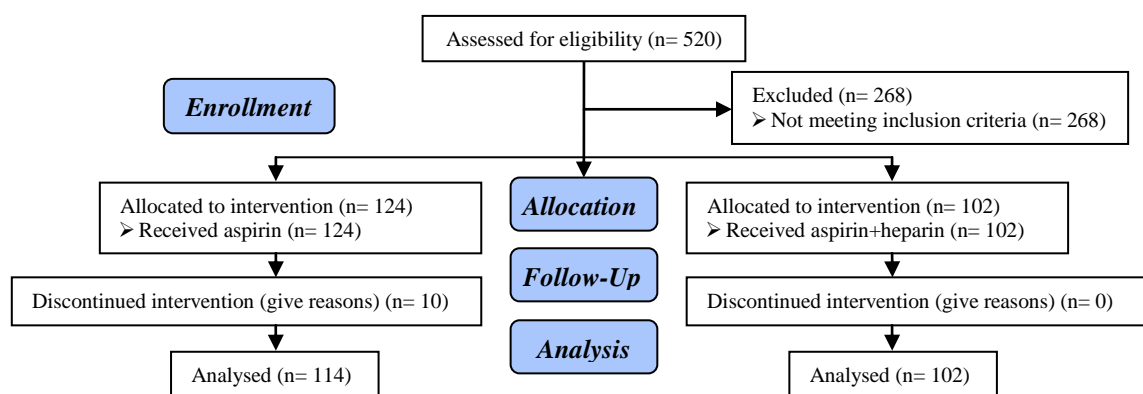 Assessed for eligibility (n= 520)
Enrollment
Excluded (n= 268)
➢ Not meeting inclusion criteria (n= 268)
Allocated to intervention (n= 124)
➢ Received aspirin (n= 124)
Allocation
Allocated to intervention (n= 102)
➢ Received aspirin+heparin (n= 102)
Follow-Up
Discontinued intervention (give reasons) (n= 10)
Discontinued intervention (give reasons) (n= 0)
Analysis
Analysed (n= 114)
Analysed (n= 102)